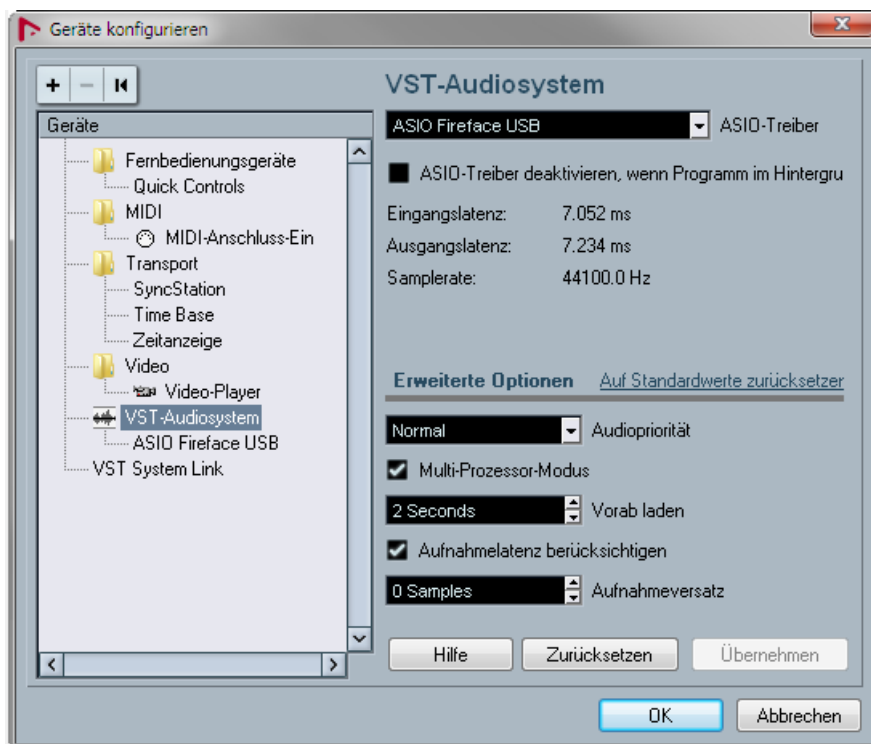 Geräte konfigurieren
Geräte
Fernbedienungsgeräte
Quick Controls
MIDI
MIDI-Anschluss-Ein
Transport
SyncStation
Time Base
Zeitanzeige
Video
Video-Player
VST-Audiosystem
ASIO Fireface USB
VST System Link
VST-Audiosystem
ASIO Fireface USB ASIO-Treiber
ASIO-Treiber deaktivieren, wenn Programm im Hintergru
Eingangslatenz: 7.052 ms
Ausgangslatenz: 7.234 ms
Samplerate: 44100.0 Hz
Erweiterte Optionen Auf Standardwerte zurücksetzer
Normal Audiopriorität
Multi-Prozessor-Modus
2 Seconds Vorab laden
Aufnahmelatenz berücksichtigen
0 Samples Aufnahmeversatz
Hilfe Zurücksetzen Übernehmen
OK Abbrechen